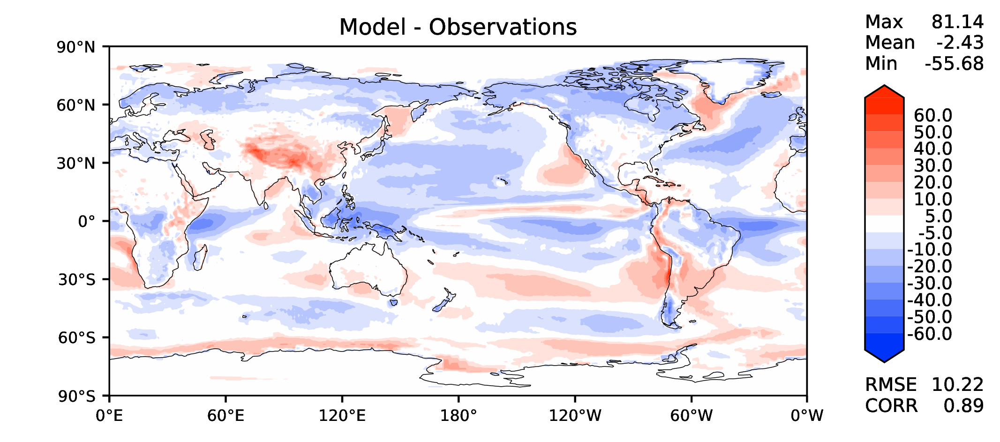 Model - Observations
Max 81.14
Mean -2.43
Min -55.68
90°N
60°N
30°N
0°
30°S
60°S
90°S
0°E
60°E
120°E
180°
120°W
60°W
0°W
60.0
50.0
40.0
30.0
20.0
10.0
5.0
-5.0
-10.0
-20.0
-30.0
-40.0
-50.0
-60.0
RMSE 10.22
CORR 0.89